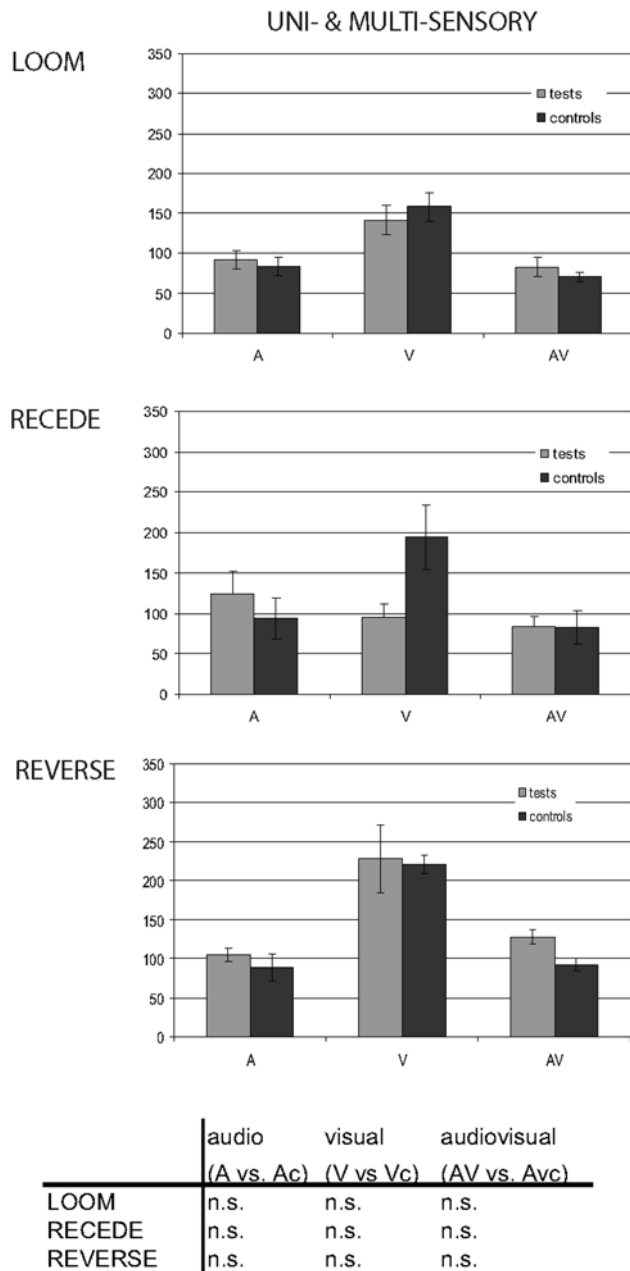 UNI- & MULTI-SENSORY
LOOM
350
300
250
200
150
100
50
0
tests
controls
A V AV
RECEDE
350
300
250
200
150
100
50
0
tests
controls
A V AV
REVERSE
350
300
250
200
150
100
50
0
tests
controls
A V AV
audio visual audiovisual
(A vs. Ac) (V vs Vc) (AV vs. Avc)
LOOM n.s. n.s. n.s.
RECEDE n.s. n.s. n.s.
REVERSE n.s. n.s. n.s.